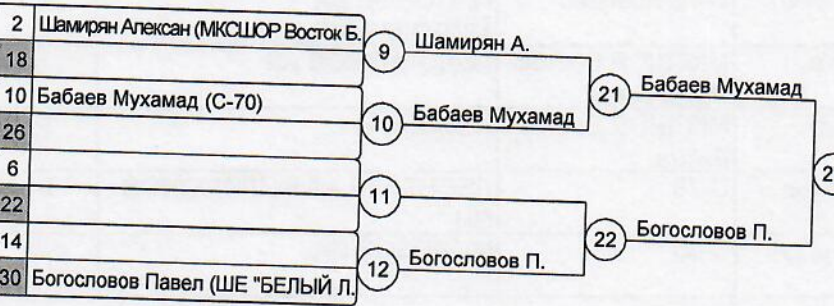 2 Шамирян Алексан (МКСШОР Восток Б.
18
10 Бабаев Мухамад (С-70)
26
6
22
14
30 Богословов Павел (ШЕ "БЕЛЫЙ Л.
9 Шамирян А.
10 Бабаев Мухамад
11
12 Богословов П.
21 Бабаев Мухамад
22 Богословов П.